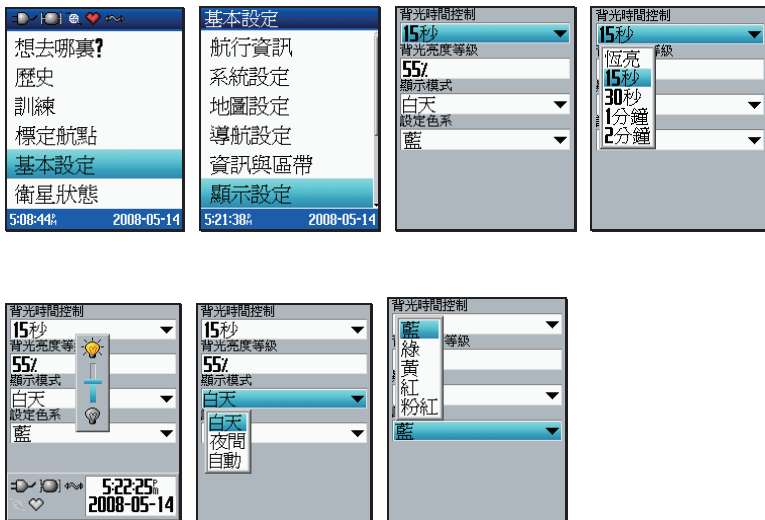 想去哪裏?
歷史
訓練
標定航點
基本設定
衛星狀態
5:08:44 AM 2008-05-14
基本設定
航行資訊
系統設定
地圖設定
導航設定
資訊與區帶
顯示設定
5:21:38 PM 2008-05-14
背光時間控制
15秒
背光亮度等級
55%
顯示模式
白天
設定色系
藍
背光時間控制
15秒
等級
恆亮
15秒
30秒
1分鐘
2分鐘
背光時間控制
15秒
背光亮度等
55%
顯示模式
白天
設定色系
藍
5:22:25 PM
2008-05-14
背光時間控制
15秒
背光亮度等級
55%
顯示模式
白天
白天
夜間
自動
背光時間控制
等級
藍
綠
黃
紅
粉紅
藍